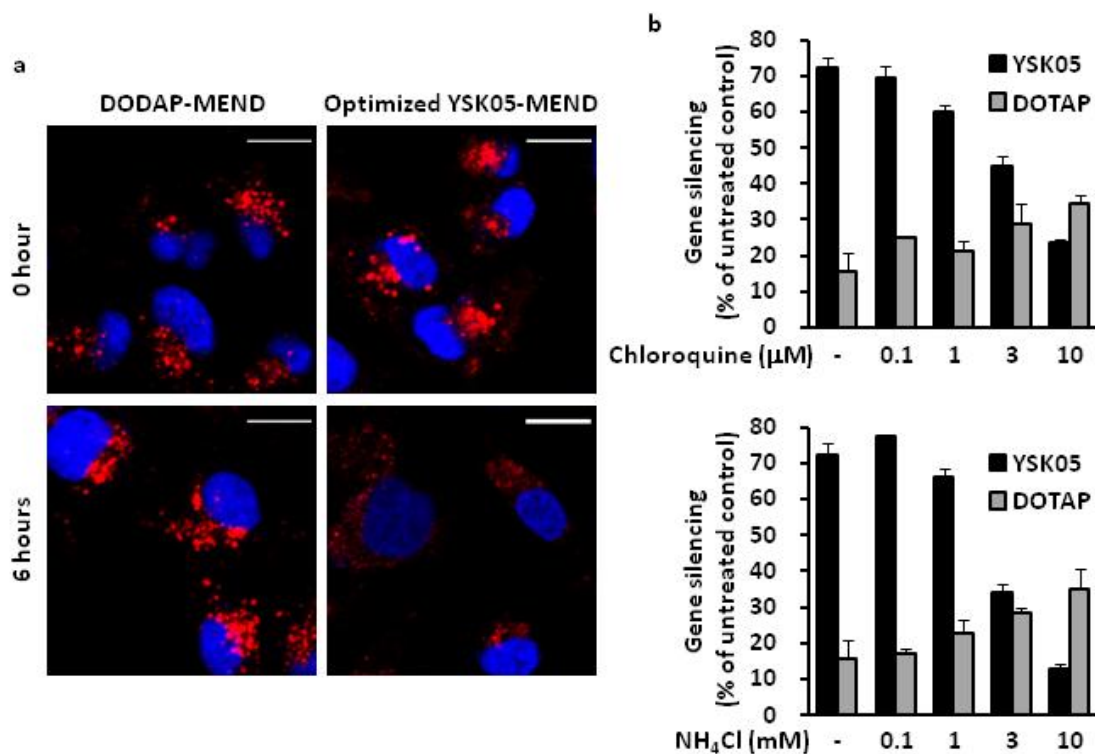 a
DODAP-MEND
Optimized YSK05-MEND
0 hour
6 hours
b
Gene silencing
(% of untreated control)
80
70
60
50
40
30
20
10
0
YSK05
DOTAP
Chloroquine (μM) - 0.1 1 3 10
Gene silencing
(% of untreated control)
80
70
60
50
40
30
20
10
0
YSK05
DOTAP
NH₄Cl (mM) - 0.1 1 3 10